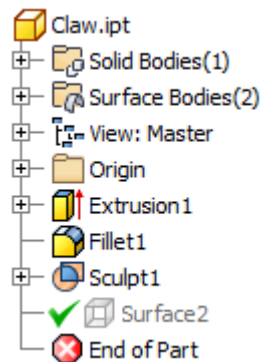 Claw.ipt
Solid Bodies(1)
Surface Bodies(2)
View: Master
Origin
Extrusion1
Fillet1
Sculpt1
Surface2
End of Part